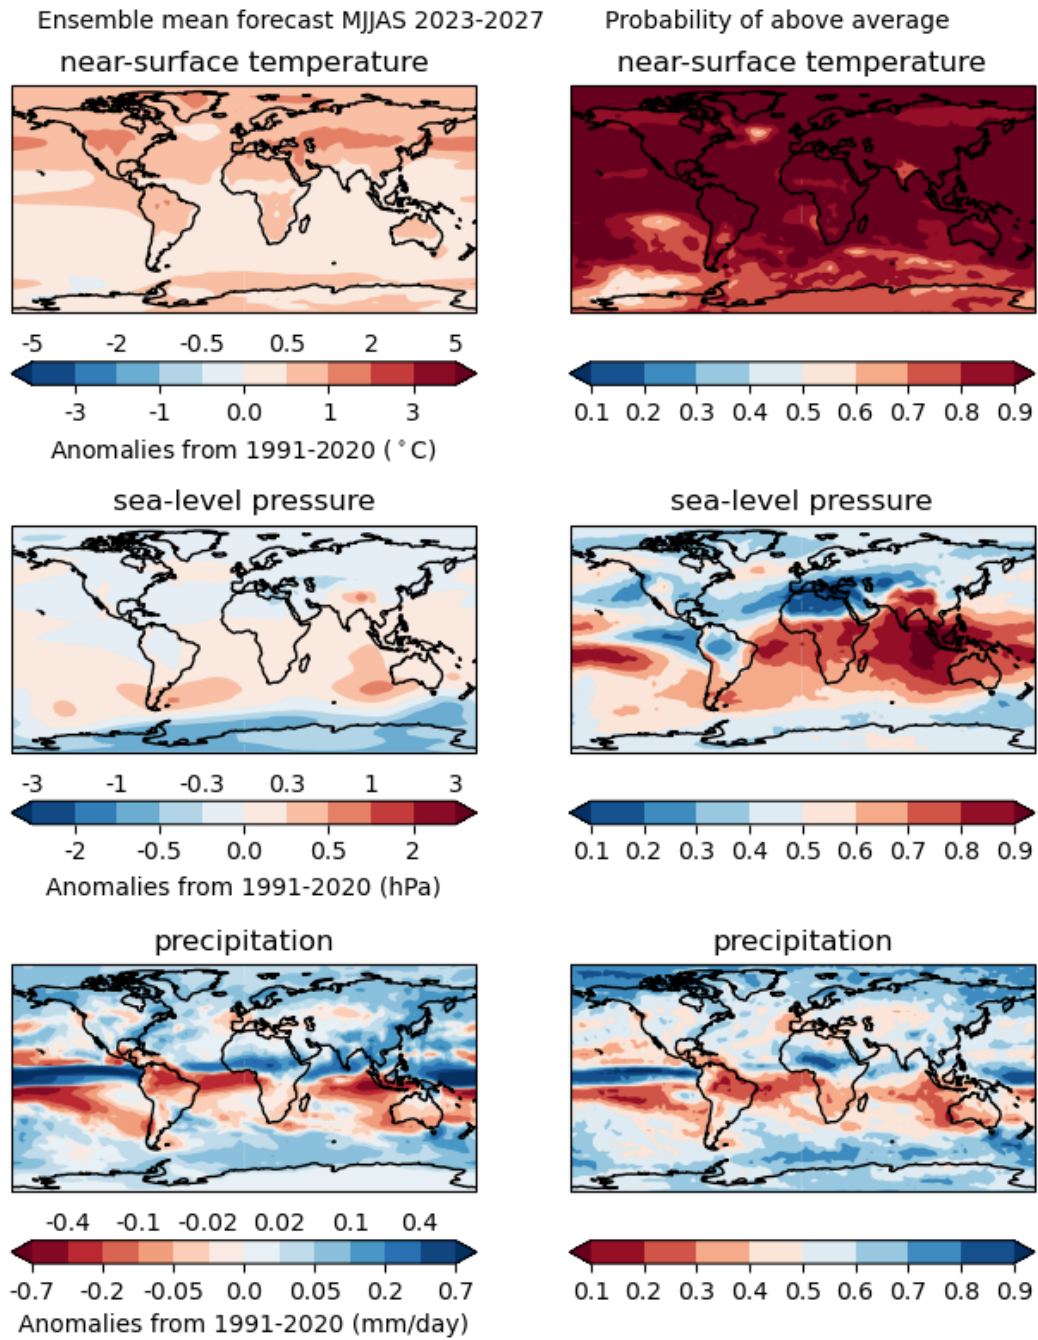 Ensemble mean forecast MJJAS 2023-2027 Probability of above average
near-surface temperature near-surface temperature
-5 -2 -0.5 0.5 2 5
-3 -1 0.0 1 3 0.1 0.2 0.3 0.4 0.5 0.6 0.7 0.8 0.9
Anomalies from 1991-2020 (°C)
sea-level pressure sea-level pressure
-3 -1 -0.3 0.3 1 3
-2 -0.5 0.0 0.5 2 0.1 0.2 0.3 0.4 0.5 0.6 0.7 0.8 0.9
Anomalies from 1991-2020 (hPa)
precipitation precipitation
-0.4 -0.1 -0.02 0.02 0.1 0.4
-0.7 -0.2 -0.05 0.0 0.05 0.2 0.7 0.1 0.2 0.3 0.4 0.5 0.6 0.7 0.8 0.9
Anomalies from 1991-2020 (mm/day)